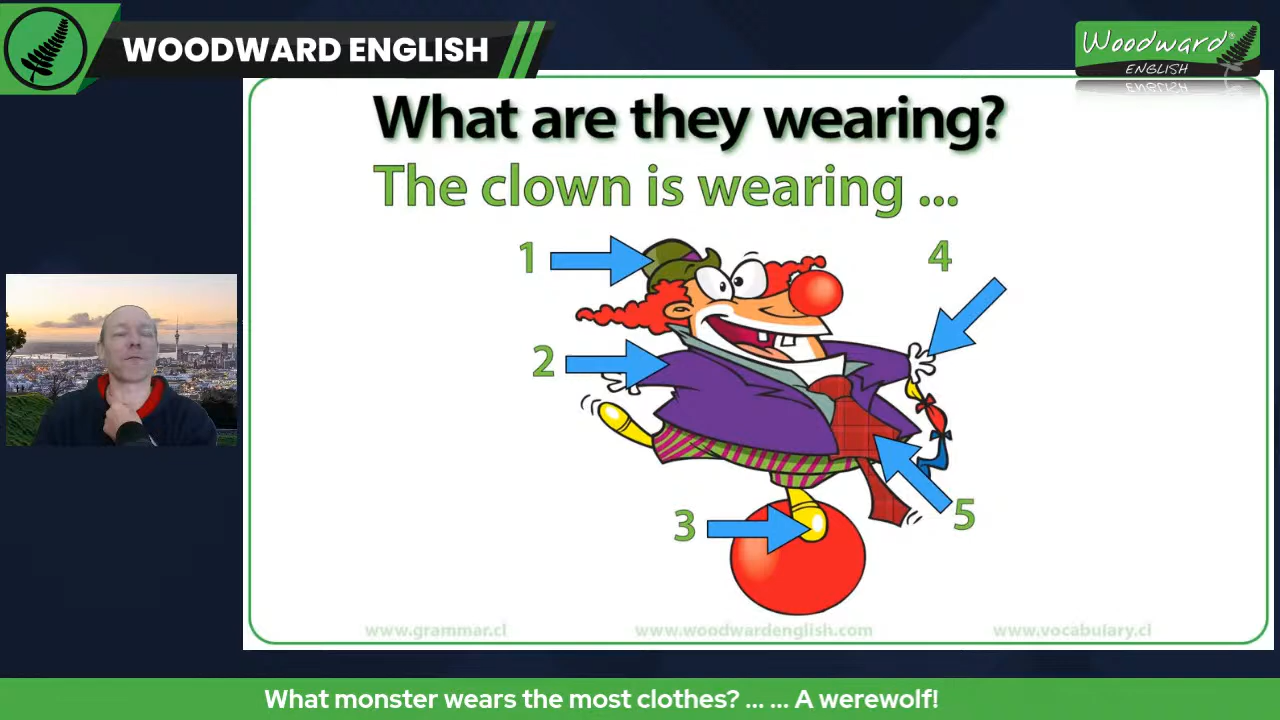 WOODWARD ENGLISH
Woodward®
ENGLISH
What are they wearing?
The clown is wearing ...
1
4
2
3
5
www.grammar.cl
www.woodwardenglish.com
www.vocabulary.cl
What monster wears the most clothes? ... ... A werewolf!